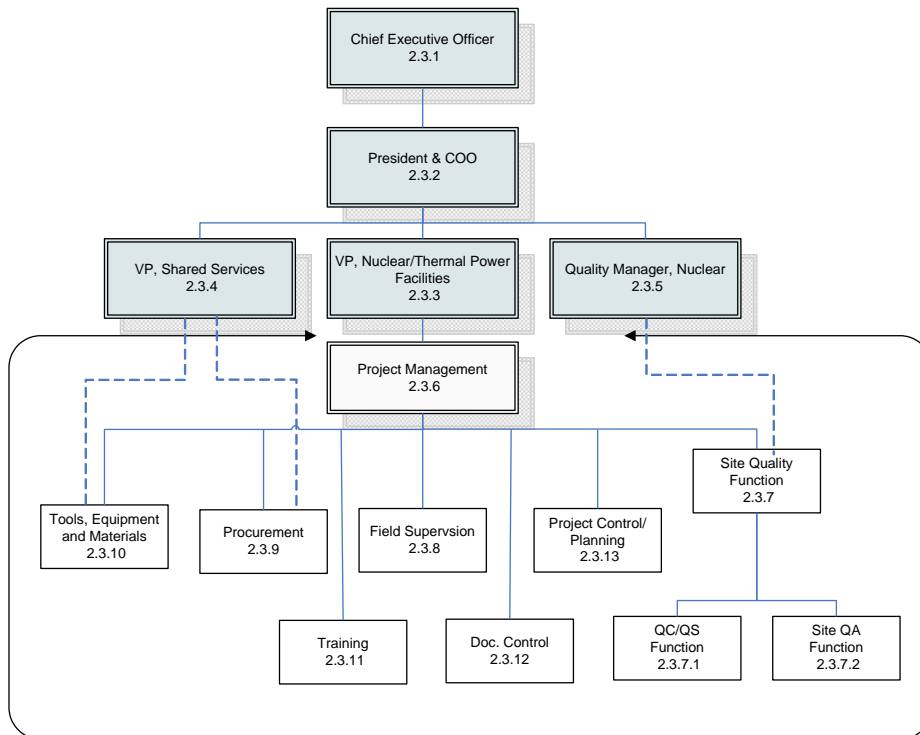 Chief Executive Officer
2.3.1
President & COO
2.3.2
VP, Shared Services
2.3.4
VP, Nuclear/Thermal Power
Facilities
2.3.3
Quality Manager, Nuclear
2.3.5
Project Management
2.3.6
Site Quality
Function
2.3.7
Tools, Equipment
and Materials
2.3.10
Procurement
2.3.9
Field Supervsion
2.3.8
Project Control/
Planning
2.3.13
Training
2.3.11
Doc. Control
2.3.12
QC/QS
Function
2.3.7.1
Site QA
Function
2.3.7.2